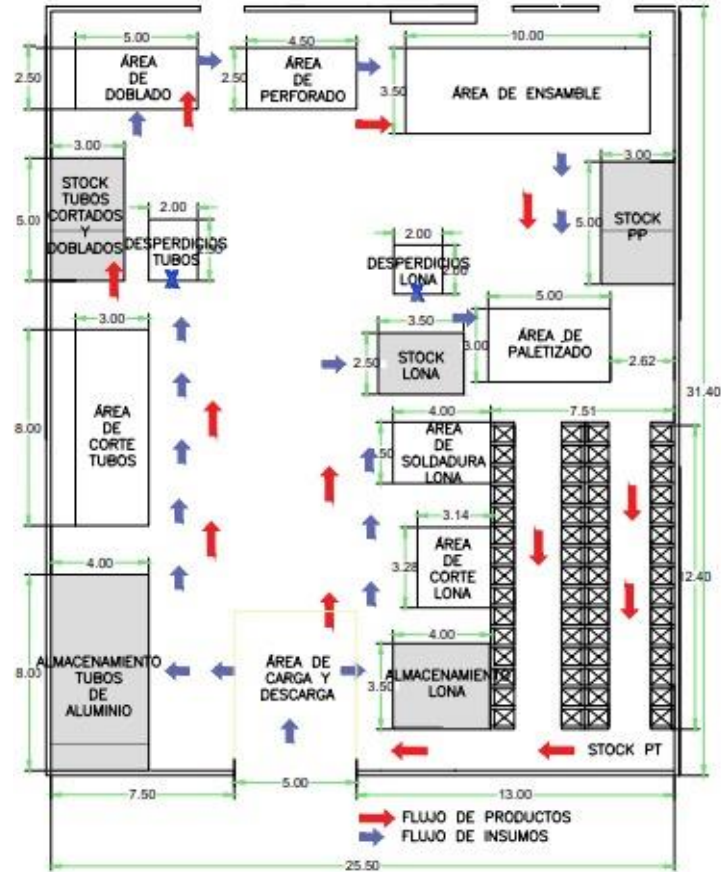 5.00
4.50
10.00
2.50
ÁREA
DE
DOBLADO
2.50
ÁREA
DE
PERFORADO
3.50
ÁREA DE ENSAMBLE
3.00
STOCK
TUBOS
CORTADOS
Y
DOBLADOS
5.00
2.00
DESPERDICIOS
TUBOS
2.00
DESPERDICIOS
LONA
3.00
5.00
STOCK
PP
3.00
8.00
ÁREA
DE
CORTE
TUBOS
3.50
2.50
STOCK
LONA
5.00
3.00
ÁREA DE
PALETIZADO
2.62
31.40
4.00
ÁREA
DE
SOLDADURA
LONA
7.51
3.14
3.28
ÁREA
DE
CORTE
LONA
4.00
8.00
ALMACENAMIENTO
TUBOS
DE
ALUMINIO
ÁREA DE
CARGA Y
DESCARGA
4.00
3.50
ALMACENAMIENTO
LONA
STOCK PT
7.50
5.00
13.00
FLUJO DE PRODUCTOS
FLUJO DE INSUMOS
25.50